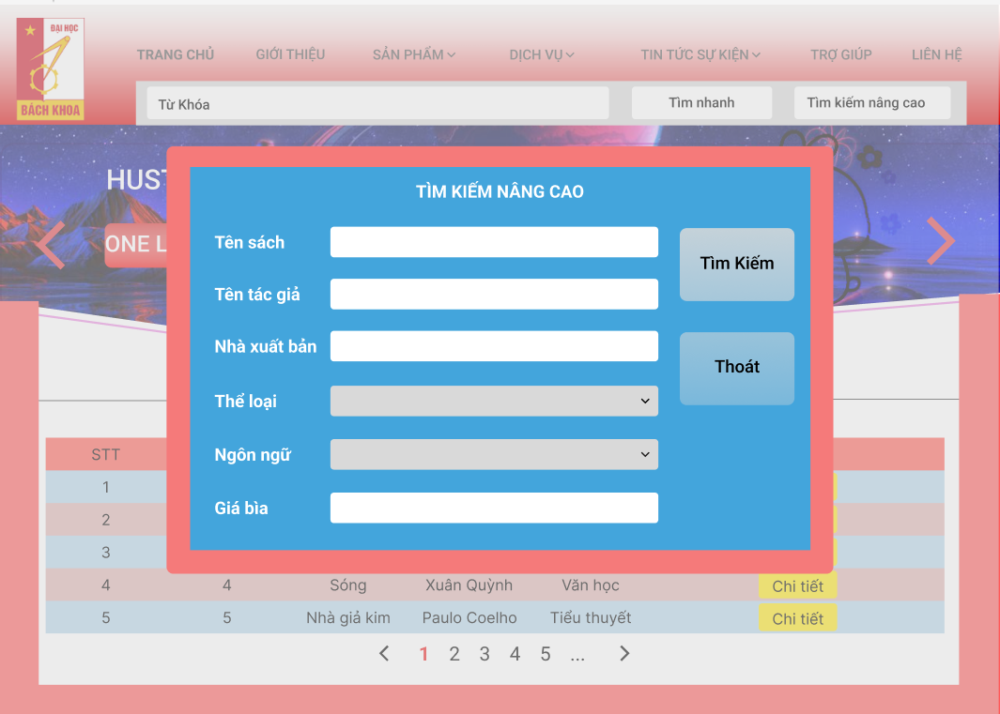 ĐẠI HỌC
BÁCH KHOA
TRANG CHỦ GIỚI THIỆU SẢN PHẨM DỊCH VỤ TIN TỨC SỰ KIỆN TRỢ GIÚP LIÊN HỆ
Từ Khóa Tìm nhanh Tìm kiếm nâng cao
HUST
ONE L
TÌM KIẾM NÂNG CAO
Tên sách
Tìm Kiếm
Tên tác giả
Nhà xuất bản
Thoát
Thể loại
Ngôn ngữ
Giá bìa
STT
1
2
3
4 4 Sóng Xuân Quỳnh Văn học Chi tiết
5 5 Nhà giả kim Paulo Coelho Tiểu thuyết Chi tiết
1 2 3 4 5 ...